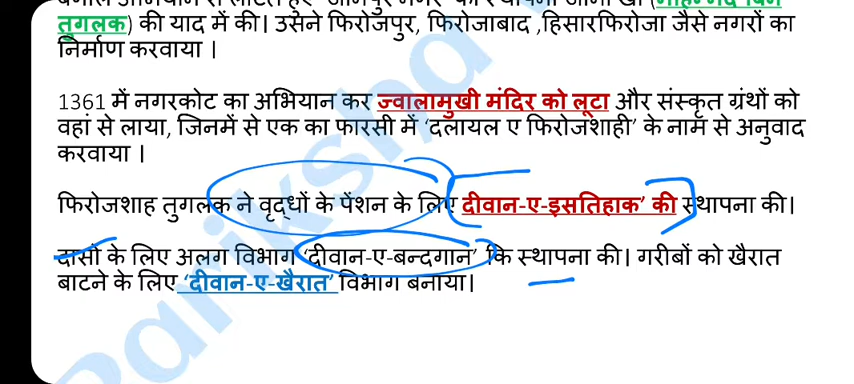 तुगलक) की याद में की। उसने फिरोजपुर, फिरोजाबाद ,हिसारफिरोजा जैसे नगरों का
निर्माण करवाया ।
1361 में नगरकोट का अभियान कर ज्वालामुखी मंदिर को लूटा और संस्कृत ग्रंथों को
वहां से लाया, जिनमें से एक का फारसी में ‘दलायल ए फिरोजशाही’ के नाम से अनुवाद
करवाया ।
फिरोजशाह तुगलक ने वृद्धों के पेंशन के लिए दीवान-ए-इसतिहाक’ की स्थापना की।
दासों के लिए अलग विभाग ‘दीवान-ए-बन्दगान’ कि स्थापना की। गरीबों को खैरात
बाटने के लिए ‘दीवान-ए-खैरात’ विभाग बनाया।
Pariksha